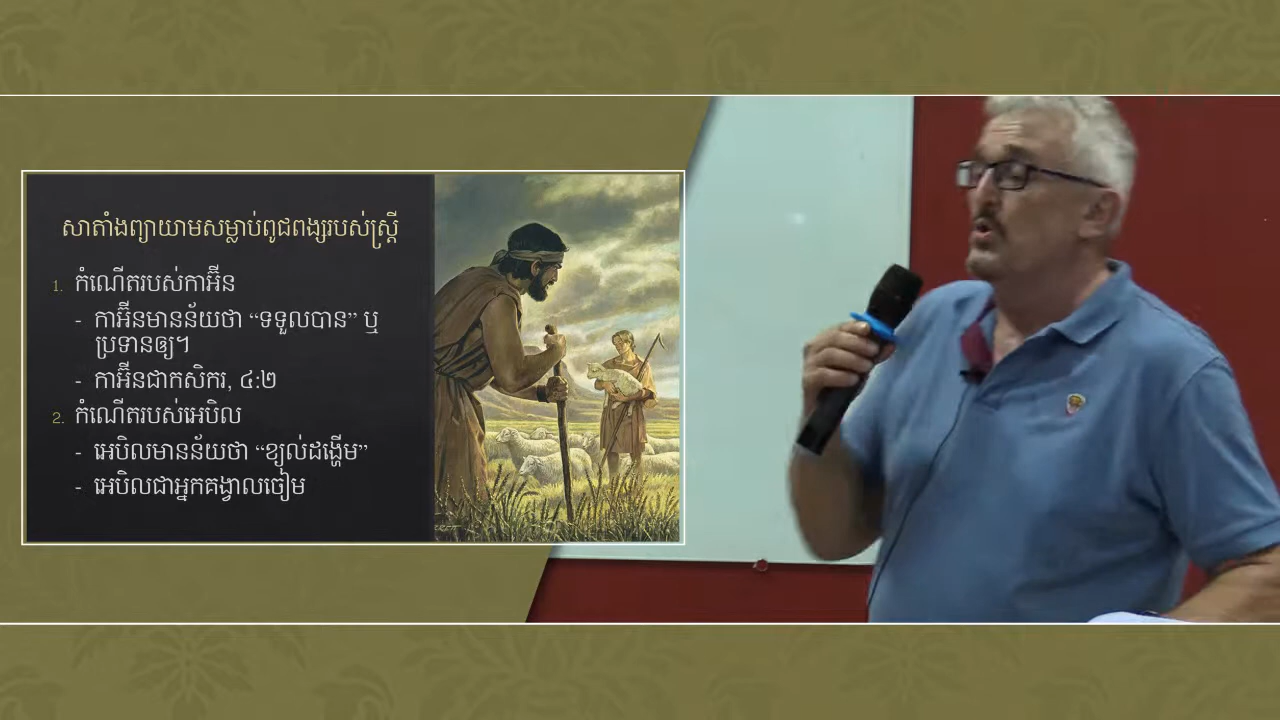 សាតាំងព្យាយាមសម្លាប់ពូជពង្សរបស់ស្ត្រី
1. កំណើតរបស់កាអ៊ីន
- កាអ៊ីនមានន័យថា “ទទួលបាន” ឬ
ប្រទានឲ្យ។
- កាអ៊ីនជាកសិករ, ៤:២
2. កំណើតរបស់អេបិល
- អេបិលមានន័យថា “ខ្យល់ដង្ហើម”
- អេបិលជាអ្នកគង្វាលចៀម